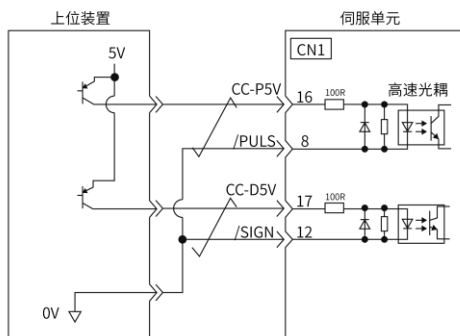 上位装置
伺服单元
CN1
5V
CC-P5V
16
100R
高速光耦
/PULS
8
CC-D5V
17
100R
/SIGN
12
0V